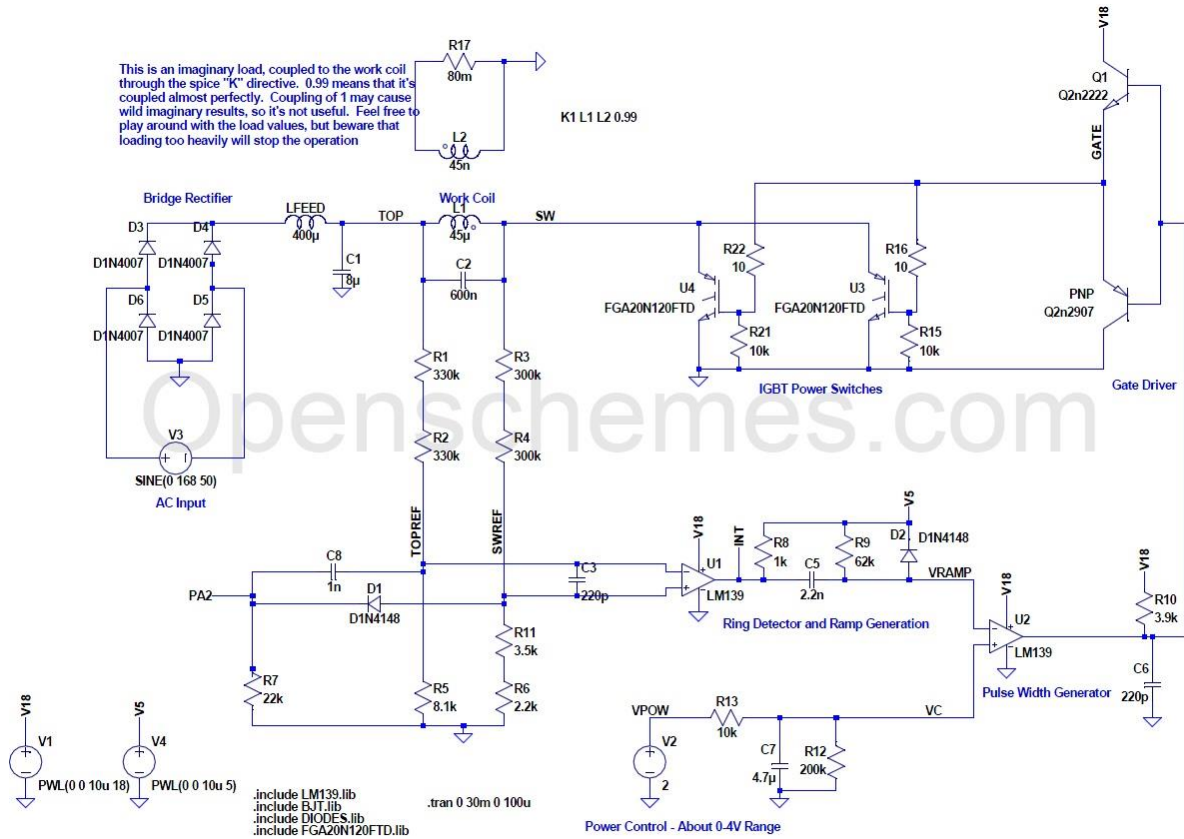 V18
R17
80m
This is an imaginary load, coupled to the work coil
through the spice "K" directive.  0.99 means that it's
coupled almost perfectly.  Coupling of 1 may cause
wild imaginary results, so it's not useful.  Feel free to
play around with the load values, but beware that
loading too heavily will stop the operation
Q1
Q2n2222
K1 L1 L2 0.99
L2
45n
GATE
Bridge Rectifier
Work Coil
LFEED
400µ
TOP
L1
45µ
SW
D3
D1N4007
D4
D1N4007
C1
8µ
C2
600n
R22
10
R16
10
D6
D1N4007
D5
D1N4007
U4
FGA20N120FTD
U3
FGA20N120FTD
PNP
Q2n2907
R21
10k
R15
10k
R1
330k
R3
300k
IGBT Power Switches
Gate Driver
Openschemes.com
V3
SINE(0 168 50)
AC Input
R2
330k
R4
300k
TOPREF
SWREF
V18
INT
V5
R8
1k
R9
62k
D2
D1N4148
C8
1n
PA2
D1
D1N4148
C3
220p
U1
LM139
C5
2.2n
VRAMP
V18
V18
R10
3.9k
Ring Detector and Ramp Generation
U2
LM139
R11
3.5k
R7
22k
R5
8.1k
R6
2.2k
Pulse Width Generator
C6
220p
V18
V5
VPOW
R13
10k
VC
V1
PWL(0 0 10u 18)
V4
PWL(0 0 10u 5)
V2
2
C7
4.7µ
R12
200k
.include LM139.lib
.include BJT.lib
.include DIODES.lib
.include FGA20N120FTD.lib
.tran 0 30m 0 100u
Power Control - About 0-4V Range